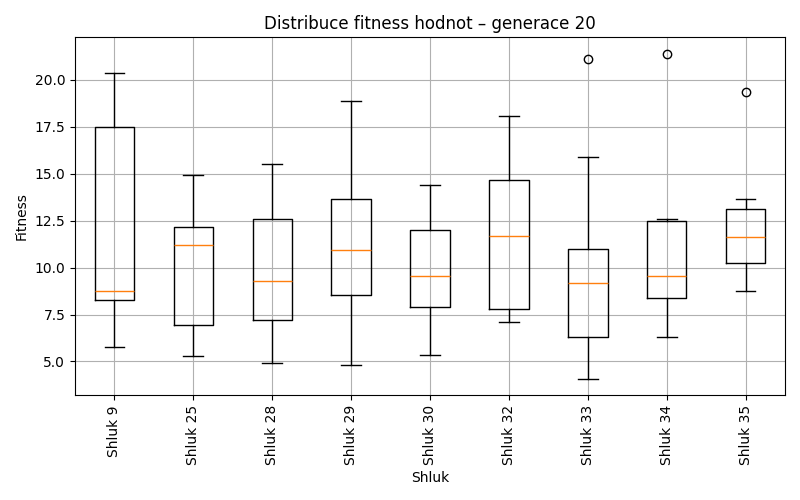 Distribuce fitness hodnot – generace 20
Fitness
20.0
17.5
15.0
12.5
10.0
7.5
5.0
Shluk 9
Shluk 25
Shluk 28
Shluk 29
Shluk 30
Shluk 32
Shluk 33
Shluk 34
Shluk 35
Shluk